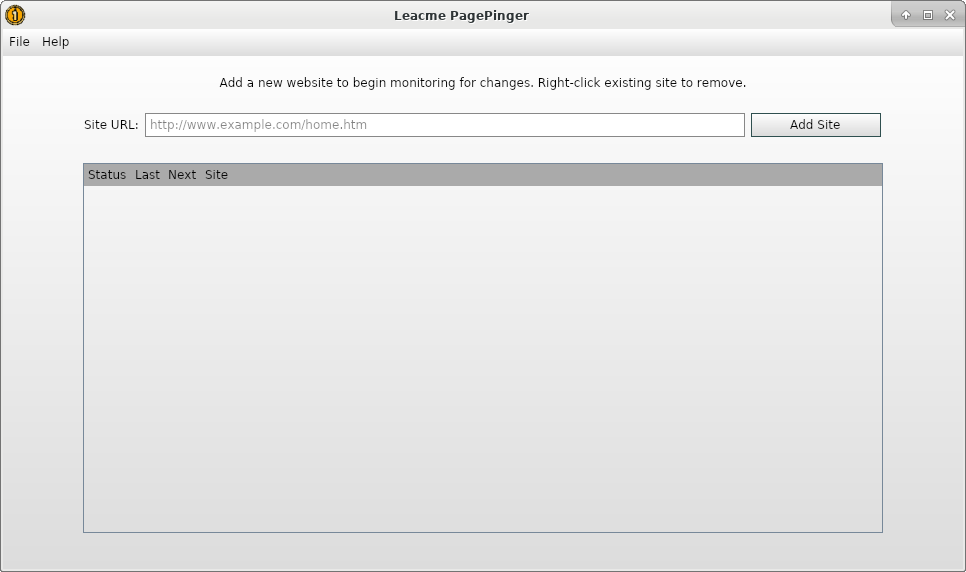 Leacme PagePinger
File Help
Add a new website to begin monitoring for changes. Right-click existing site to remove.
Site URL: http://www.example.com/home.htm Add Site
Status Last Next Site